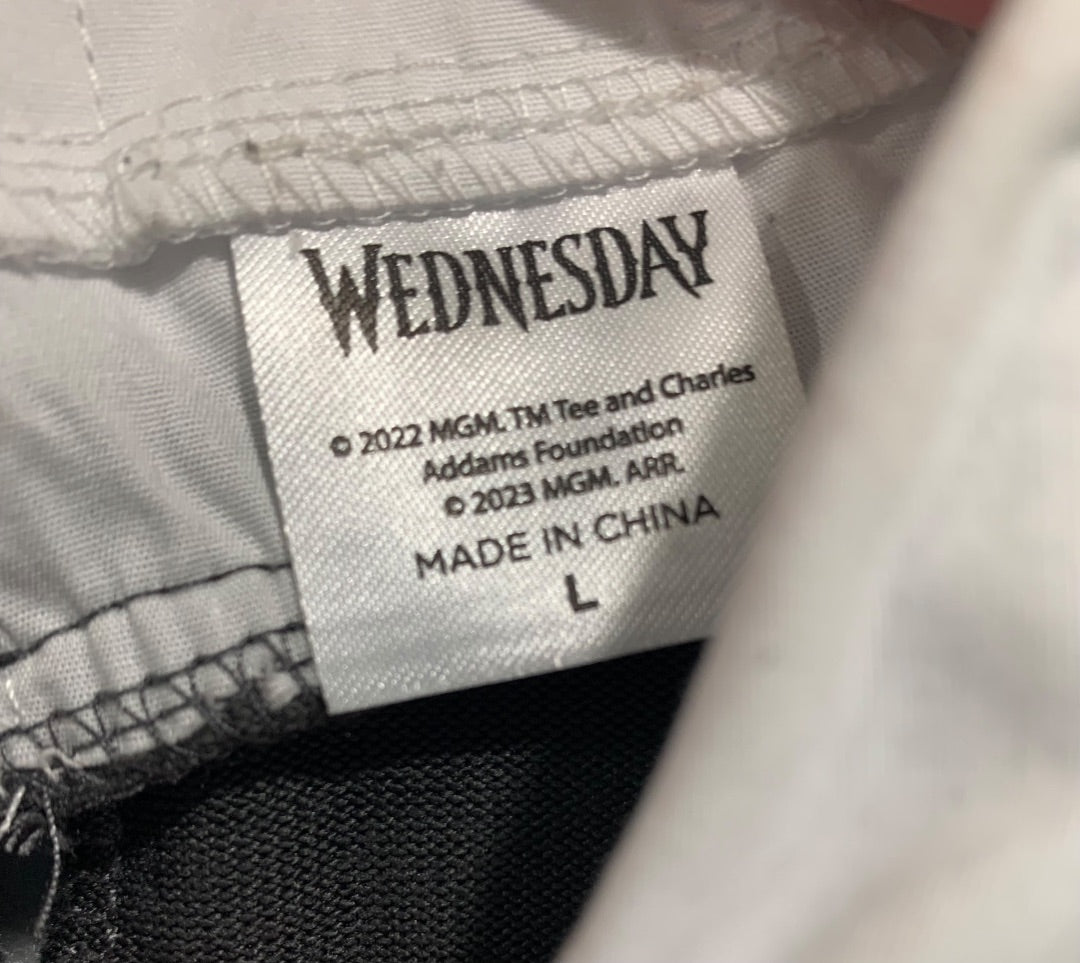 WEDNESDAY
© 2022 MGM. TM Tee and Charles
Addams Foundation
© 2023 MGM. ARR.
MADE IN CHINA
L